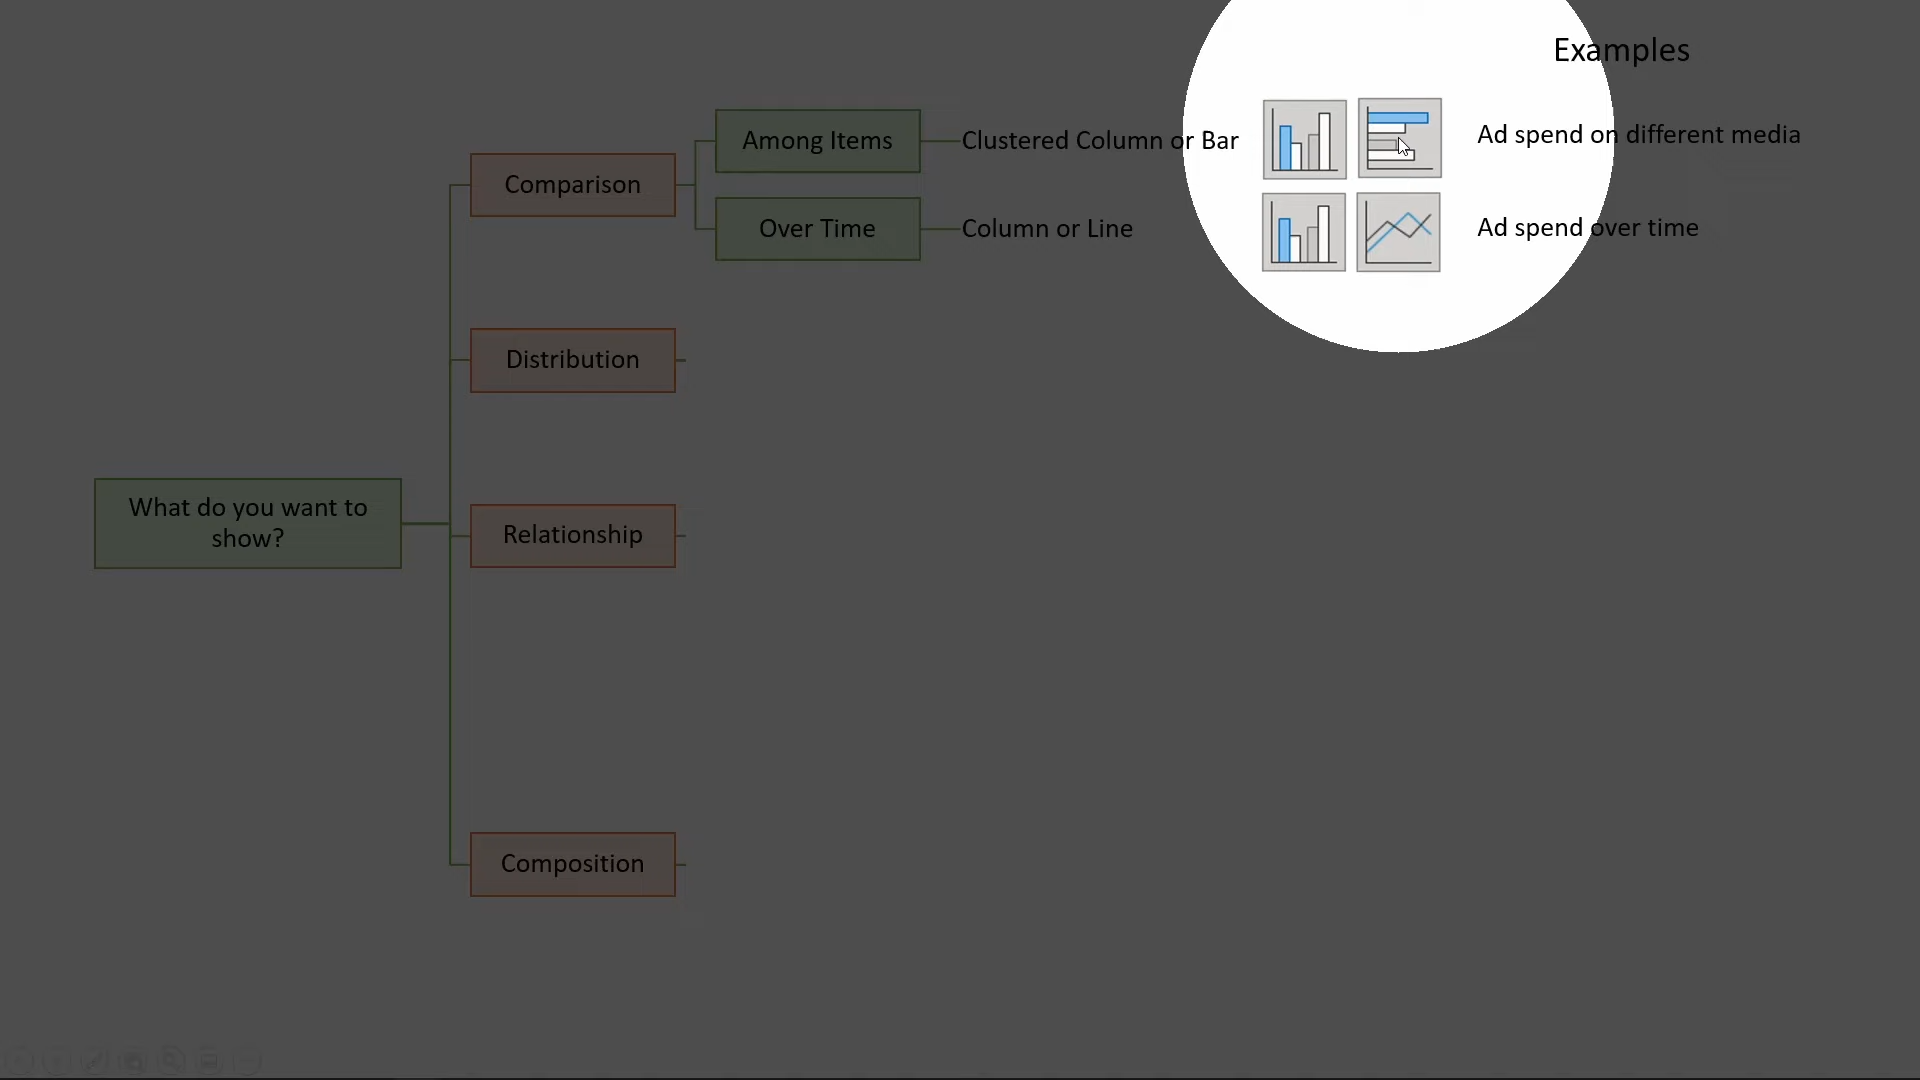 Examples
Among Items
Clustered Column or Bar
Ad spend on different media
Comparison
Over Time
Column or Line
Ad spend over time
Distribution
What do you want to
show?
Relationship
Composition